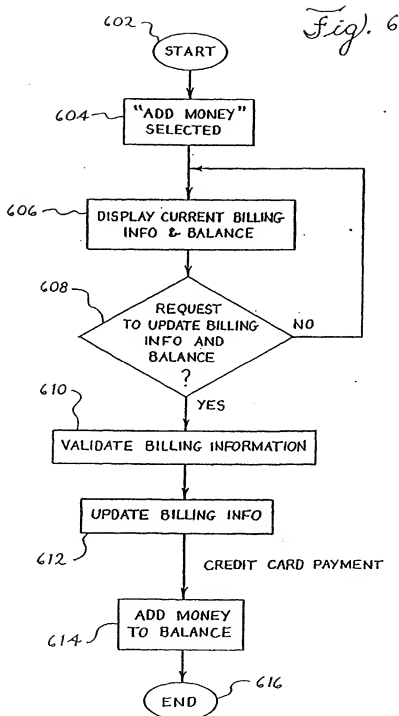 Fig. 6
602
START
604
"ADD MONEY"
SELECTED
606
DISPLAY CURRENT BILLING
INFO & BALANCE
608
REQUEST
TO UPDATE BILLING
INFO AND
BALANCE
?
NO
YES
610
VALIDATE BILLING INFORMATION
UPDATE BILLING INFO
612
CREDIT CARD PAYMENT
ADD MONEY
TO BALANCE
614
END
616